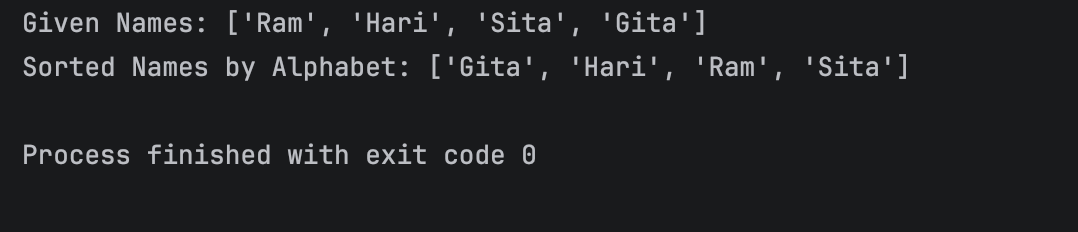 Given Names: ['Ram', 'Hari', 'Sita', 'Gita']
Sorted Names by Alphabet: ['Gita', 'Hari', 'Ram', 'Sita']
Process finished with exit code 0